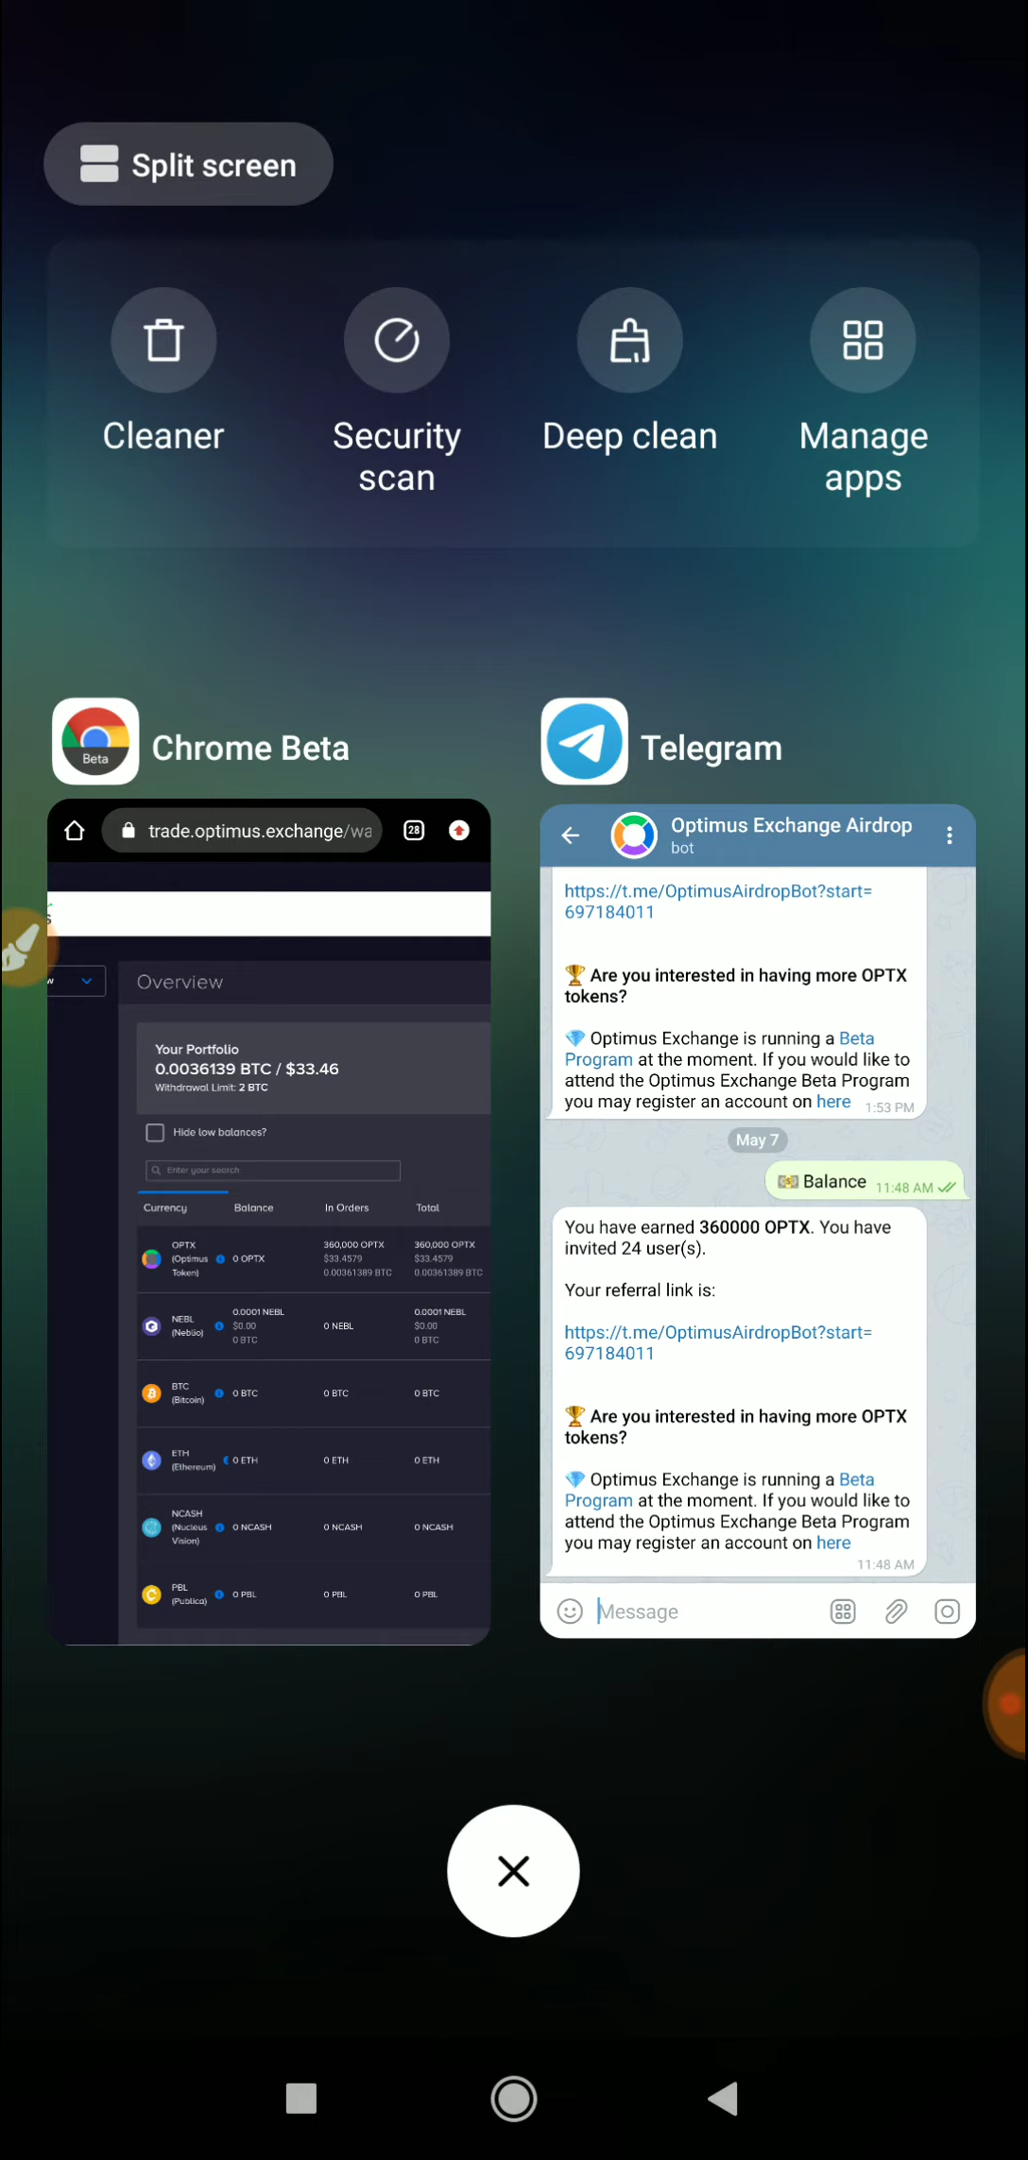 Split screen
Cleaner
Security
scan
Deep clean
Manage
apps
Beta
Chrome Beta
trade.optimus.exchange/wa
28
s
w
Overview
Your Portfolio
0.0036139 BTC / $33.46
Withdrawal Limit: 2 BTC
Hide low balances?
Enter your search
Currency Balance In Orders Total
OPTX
(Optimus
Token)
0 OPTX
360,000 OPTX
$33.4579
0.00361389 BTC
360,000 OPTX
$33.4579
0.00361389 BTC
NEBL
(Neblio)
0.0001 NEBL
$0.00
0 BTC
0 NEBL
0.0001 NEBL
$0.00
0 BTC
BTC
(Bitcoin)
0 BTC
0 BTC
0 BTC
ETH
(Ethereum)
0 ETH
0 ETH
0 ETH
NCASH
(Nucleus
Vision)
0 NCASH
0 NCASH
0 NCASH
PBL
(Publica)
0 PBL
0 PBL
0 PBL
Telegram
Optimus Exchange Airdrop
bot
https://t.me/OptimusAirdropBot?start=
697184011
🏆 Are you interested in having more OPTX
tokens?
💎 Optimus Exchange is running a Beta
Program at the moment. If you would like to
attend the Optimus Exchange Beta Program
you may register an account on here 1:53 PM
May 7
💵 Balance 11:48 AM
You have earned 360000 OPTX. You have
invited 24 user(s).
Your referral link is:
https://t.me/OptimusAirdropBot?start=
697184011
🏆 Are you interested in having more OPTX
tokens?
💎 Optimus Exchange is running a Beta
Program at the moment. If you would like to
attend the Optimus Exchange Beta Program
you may register an account on here
11:48 AM
Message